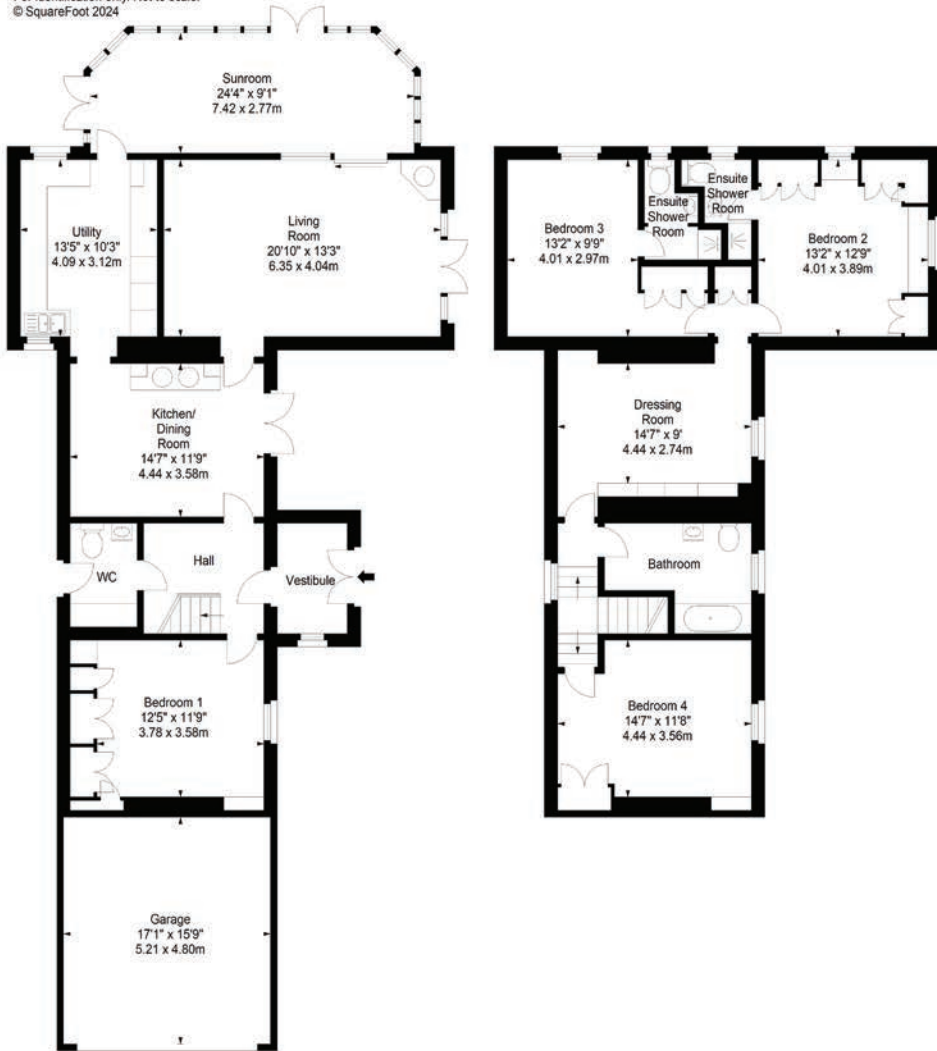 © SquareFoot 2024
Sunroom
24'4" x 9'1"
7.42 x 2.77m
Utility
13'5" x 10'3"
4.09 x 3.12m
Living
Room
20'10" x 13'3"
6.35 x 4.04m
Kitchen/
Dining
Room
14'7" x 11'9"
4.44 x 3.58m
WC
Hall
Vestibule
Bedroom 1
12'5" x 11'9"
3.78 x 3.58m
Garage
17'1" x 15'9"
5.21 x 4.80m
Bedroom 3
13'2" x 9'9"
4.01 x 2.97m
Ensuite
Shower
Room
Ensuite
Shower
Room
Bedroom 2
13'2" x 12'9"
4.01 x 3.89m
Dressing
Room
14'7" x 9'
4.44 x 2.74m
Bathroom
Bedroom 4
14'7" x 11'8"
4.44 x 3.56m